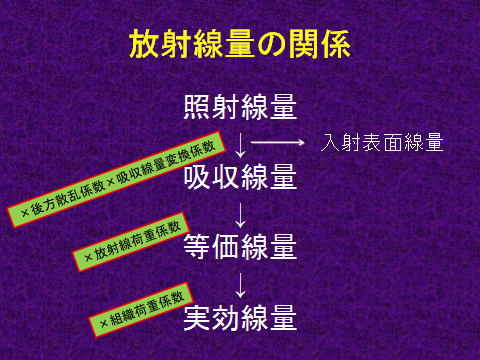 放射線量の関係
照射線量
↓
入射表面線量
×後方散乱係数×吸収線量変換係数
吸収線量
↓
×放射線荷重係数
等価線量
↓
×組織荷重係数
実効線量